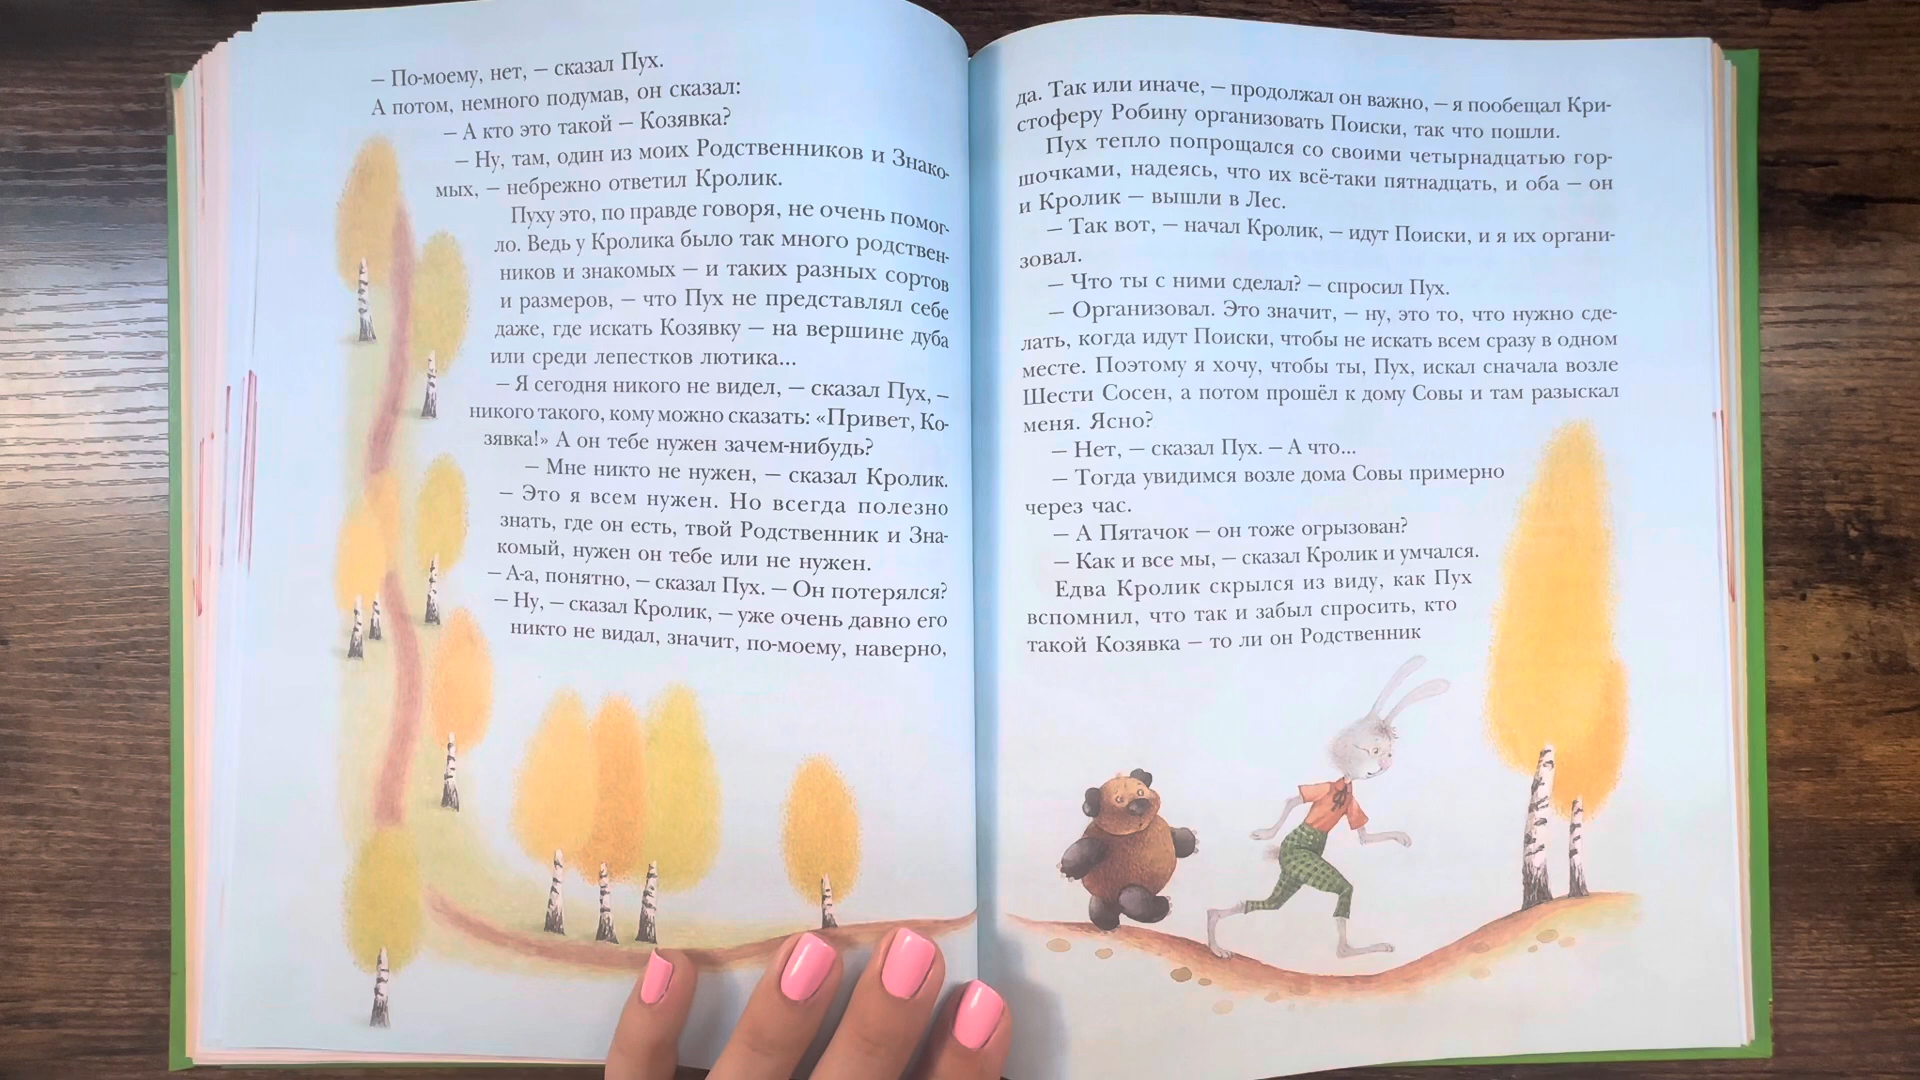 — По-моему, нет, — сказал Пух.
А потом, немного подумав, он сказал:
— А кто это такой — Козявка?
— Ну, там, один из моих Родственников и Знако-
мых, — небрежно ответил Кролик.
Пуху это, по правде говоря, не очень помог-
ло. Ведь у Кролика было так много родствен-
ников и знакомых — и таких разных сортов
и размеров, — что Пух не представлял себе
даже, где искать Козявку — на вершине дуба
или среди лепестков лютика...
— Я сегодня никого не видел, — сказал Пух, —
никого такого, кому можно сказать: «Привет, Ко-
зявка!» А он тебе нужен зачем-нибудь?
— Мне никто не нужен, — сказал Кролик.
— Это я всем нужен. Но всегда полезно
знать, где он есть, твой Родственник и Зна-
комый, нужен он тебе или не нужен.
— А-а, понятно, — сказал Пух. — Он потерялся?
— Ну, — сказал Кролик, — уже очень давно его
никто не видал, значит, по-моему, наверно,
да. Так или иначе, — продолжал он важно, — я пообещал Кри-
стоферу Робину организовать Поиски, так что пошли.
Пух тепло попрощался со своими четырнадцатью гор-
шочками, надеясь, что их всё-таки пятнадцать, и оба — он
и Кролик — вышли в Лес.
— Так вот, — начал Кролик, — идут Поиски, и я их органи-
зовал.
— Что ты с ними сделал? — спросил Пух.
— Организовал. Это значит, — ну, это то, что нужно сде-
лать, когда идут Поиски, чтобы не искать всем сразу в одном
месте. Поэтому я хочу, чтобы ты, Пух, искал сначала возле
Шести Сосен, а потом прошёл к дому Совы и там разыскал
меня. Ясно?
— Нет, — сказал Пух. — А что...
— Тогда увидимся возле дома Совы примерно
через час.
— А Пятачок — он тоже огрызован?
— Как и все мы, — сказал Кролик и умчался.
Едва Кролик скрылся из виду, как Пух
вспомнил, что так и забыл спросить, кто
такой Козявка — то ли он Родственник